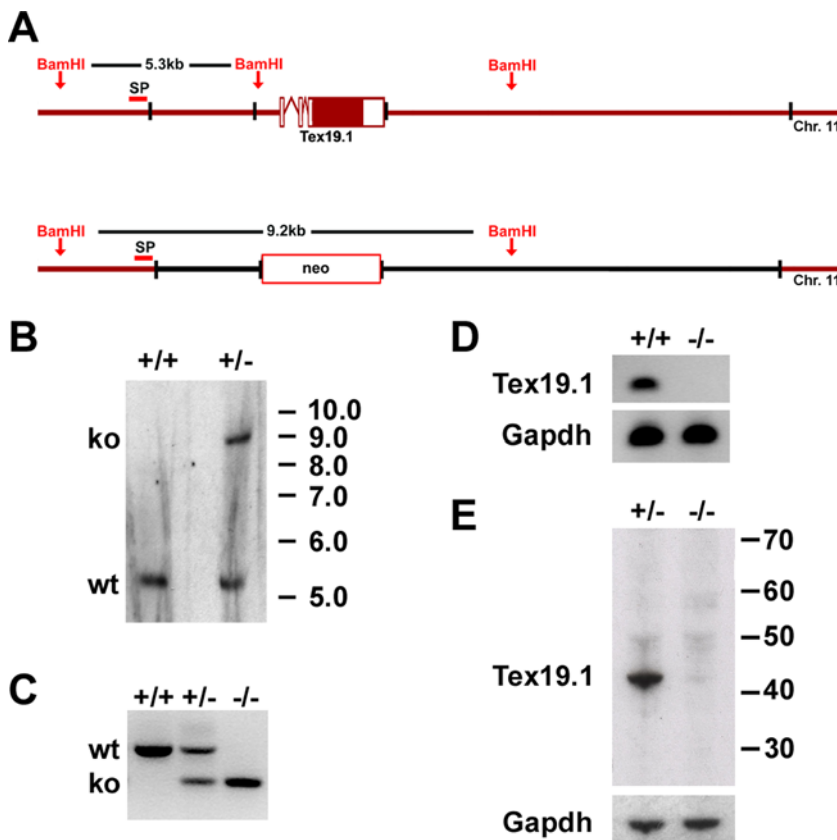 A
BamHI 5.3kb BamHI BamHI
SP
Tex19.1
Chr. 11
BamHI 9.2kb BamHI
SP
neo
Chr. 11
B
+/+ +/-
ko
wt
10.0
9.0
8.0
7.0
6.0
5.0
C
+/+ +/- -/-
wt
ko
D
+/+ -/-
Tex19.1
Gapdh
E
+/- -/-
Tex19.1
70
60
50
40
30
Gapdh